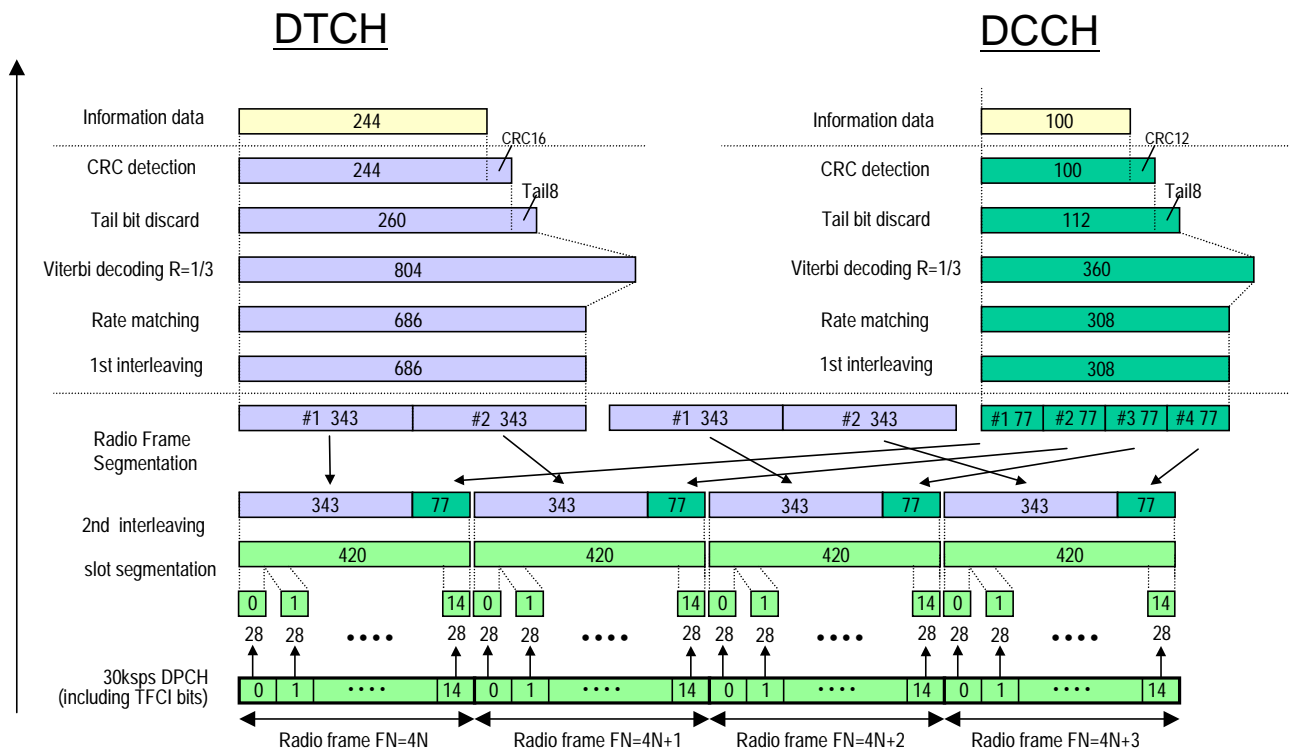 DTCH DCCH
Information data 244 Information data 100
CRC16 CRC12
CRC detection 244 CRC detection 100
Tail8 Tail8
Tail bit discard 260 Tail bit discard 112
Viterbi decoding R=1/3 804 Viterbi decoding R=1/3 360
Rate matching 686 Rate matching 308
1st interleaving 686 1st interleaving 308
#1 343 #2 343 #1 343 #2 343 #1 77 #2 77 #3 77 #4 77
Radio Frame
Segmentation
343 77 343 77 343 77 343 77
2nd interleaving
420 420 420 420
slot segmentation
0 1 14 0 1 14 0 1 14 0 1 14
28 28 •••• 28 28 28 •••• 28 28 28 •••• 28 28 28 •••• 28
30ksps DPCH
(including TFCI bits)
0 1 •••• 14 0 1 •••• 14 0 1 •••• 14 0 1 •••• 14
Radio frame FN=4N Radio frame FN=4N+1 Radio frame FN=4N+2 Radio frame FN=4N+3